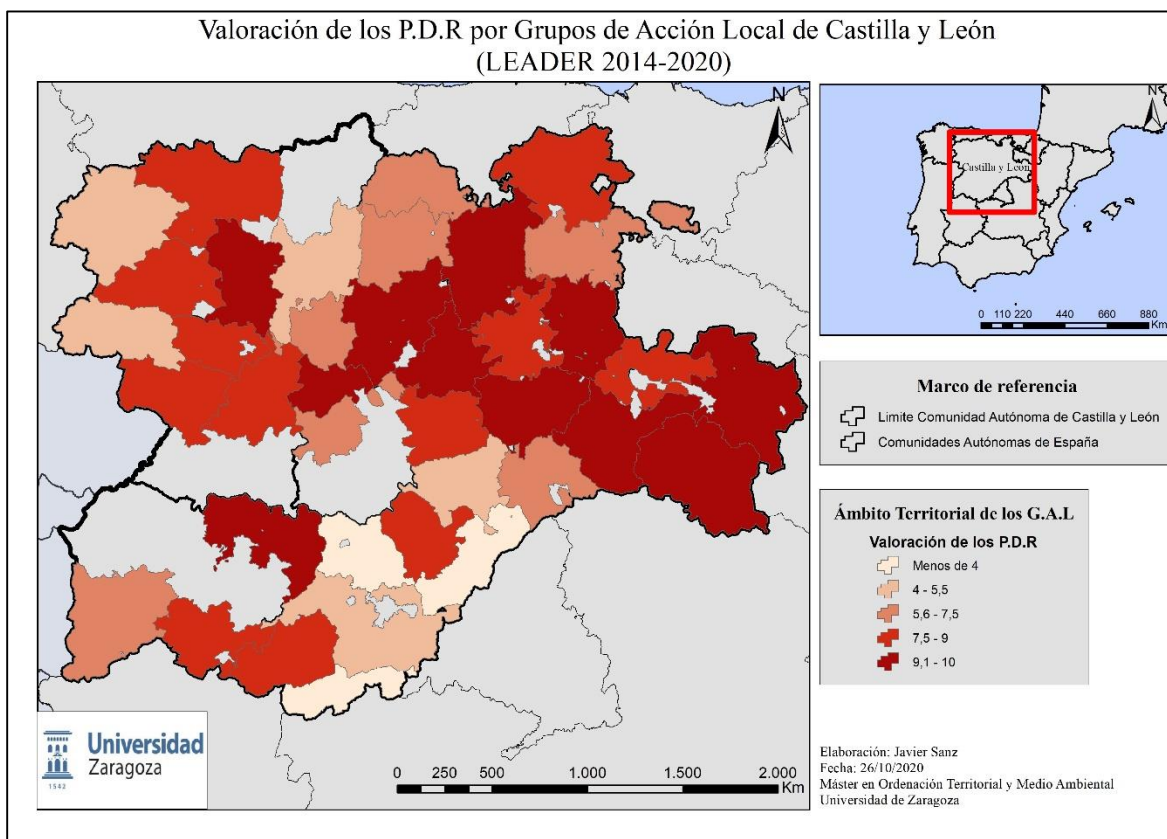 Valoración de los P.D.R por Grupos de Acción Local de Castilla y León
(LEADER 2014-2020)
N
N
Castilla y León
0 110 220 440 660 880
Km
Marco de referencia
Limite Comunidad Autónoma de Castilla y León
Comunidades Autónomas de España
Ámbito Territorial de los G.A.L
Valoración de los P.D.R
Menos de 4
4 - 5,5
5,6 - 7,5
7,5 - 9
9,1 - 10
Universidad
Zaragoza
1542
0 250 500 1.000 1.500 2.000
Km
Elaboración: Javier Sanz
Fecha: 26/10/2020
Máster en Ordenación Territorial y Medio Ambiental
Universidad de Zaragoza